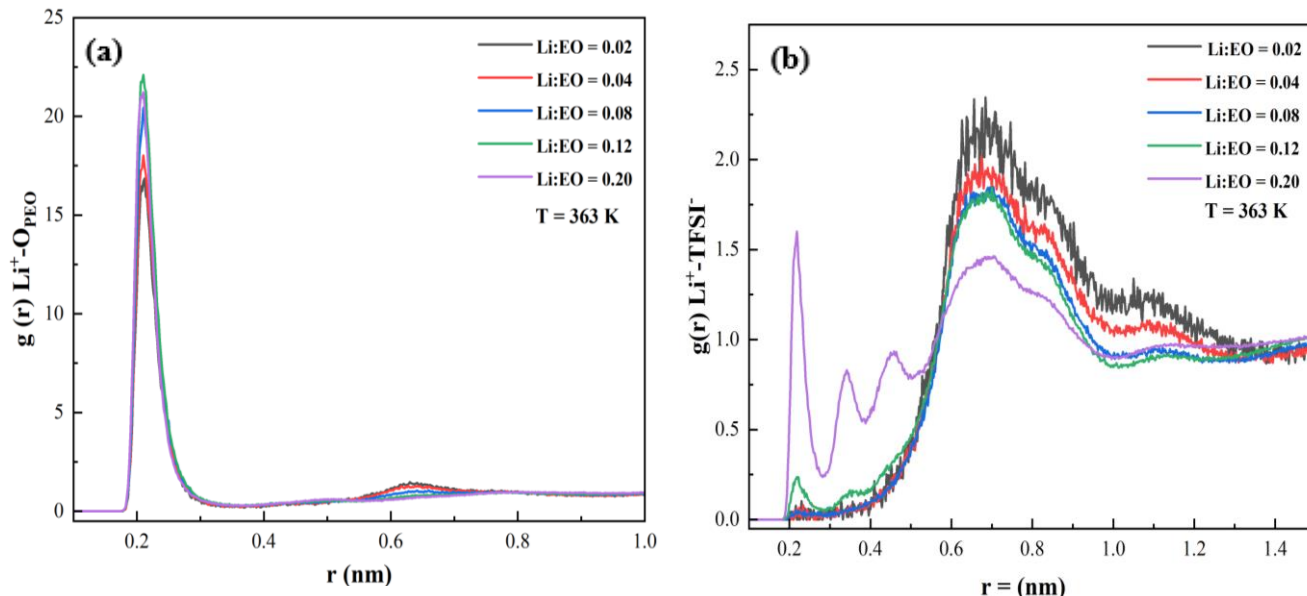 (a)
25
20
15
10
5
0
0.2 0.4 0.6 0.8 1.0
r (nm)
g (r) Li⁺-O_PEO
Li:EO = 0.02
Li:EO = 0.04
Li:EO = 0.08
Li:EO = 0.12
Li:EO = 0.20
T = 363 K
(b)
2.5
2.0
1.5
1.0
0.5
0.0
0.2 0.4 0.6 0.8 1.0 1.2 1.4
r = (nm)
g(r) Li⁺-TFSI⁻
Li:EO = 0.02
Li:EO = 0.04
Li:EO = 0.08
Li:EO = 0.12
Li:EO = 0.20
T = 363 K